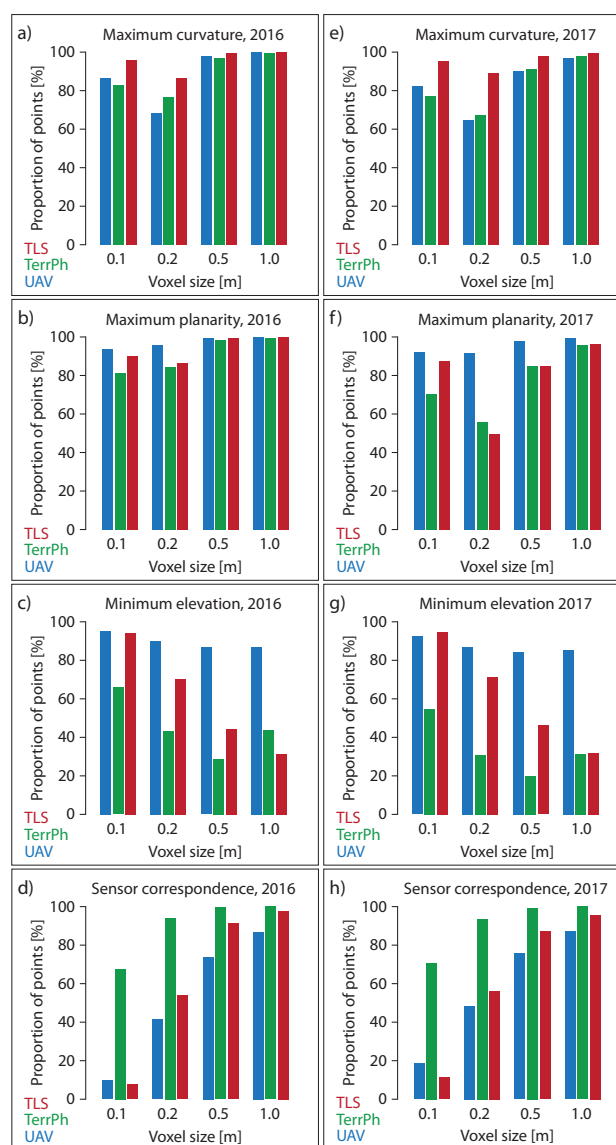 a) Maximum curvature, 2016
Proportion of points [%]
100
80
60
40
20
0
TLS
TerrPh
UAV
0.1 0.2 0.5 1.0
Voxel size [m]
b) Maximum planarity, 2016
Proportion of points [%]
100
80
60
40
20
0
TLS
TerrPh
UAV
0.1 0.2 0.5 1.0
Voxel size [m]
c) Minimum elevation, 2016
Proportion of points [%]
100
80
60
40
20
0
TLS
TerrPh
UAV
0.1 0.2 0.5 1.0
Voxel size [m]
d) Sensor correspondence, 2016
Proportion of points [%]
100
80
60
40
20
0
TLS
TerrPh
UAV
0.1 0.2 0.5 1.0
Voxel size [m]
e) Maximum curvature, 2017
Proportion of points [%]
100
80
60
40
20
0
TLS
TerrPh
UAV
0.1 0.2 0.5 1.0
Voxel size [m]
f) Maximum planarity, 2017
Proportion of points [%]
100
80
60
40
20
0
TLS
TerrPh
UAV
0.1 0.2 0.5 1.0
Voxel size [m]
g) Minimum elevation 2017
Proportion of points [%]
100
80
60
40
20
0
TLS
TerrPh
UAV
0.1 0.2 0.5 1.0
Voxel size [m]
h) Sensor correspondence, 2017
Proportion of points [%]
100
80
60
40
20
0
TLS
TerrPh
UAV
0.1 0.2 0.5 1.0
Voxel size [m]